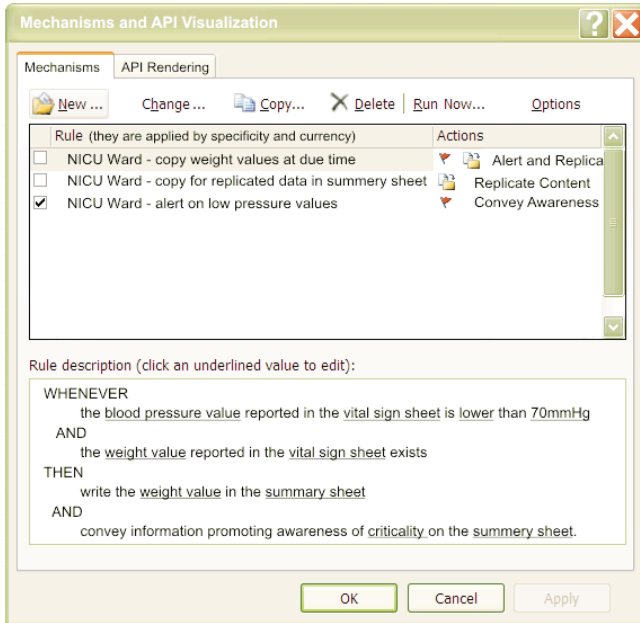 Mechanisms and API Visualization
Mechanisms API Rendering
New ... Change ... Copy... Delete Run Now... Options
Rule (they are applied by specificity and currency) Actions
NICU Ward - copy weight values at due time Alert and Replica
NICU Ward - copy for replicated data in summery sheet Replicate Content
NICU Ward - alert on low pressure values Convey Awareness
Rule description (click an underlined value to edit):
WHENEVER
the blood pressure value reported in the vital sign sheet is lower than 70mmHg
AND
the weight value reported in the vital sign sheet exists
THEN
write the weight value in the summary sheet
AND
convey information promoting awareness of criticality on the summery sheet.
OK Cancel Apply